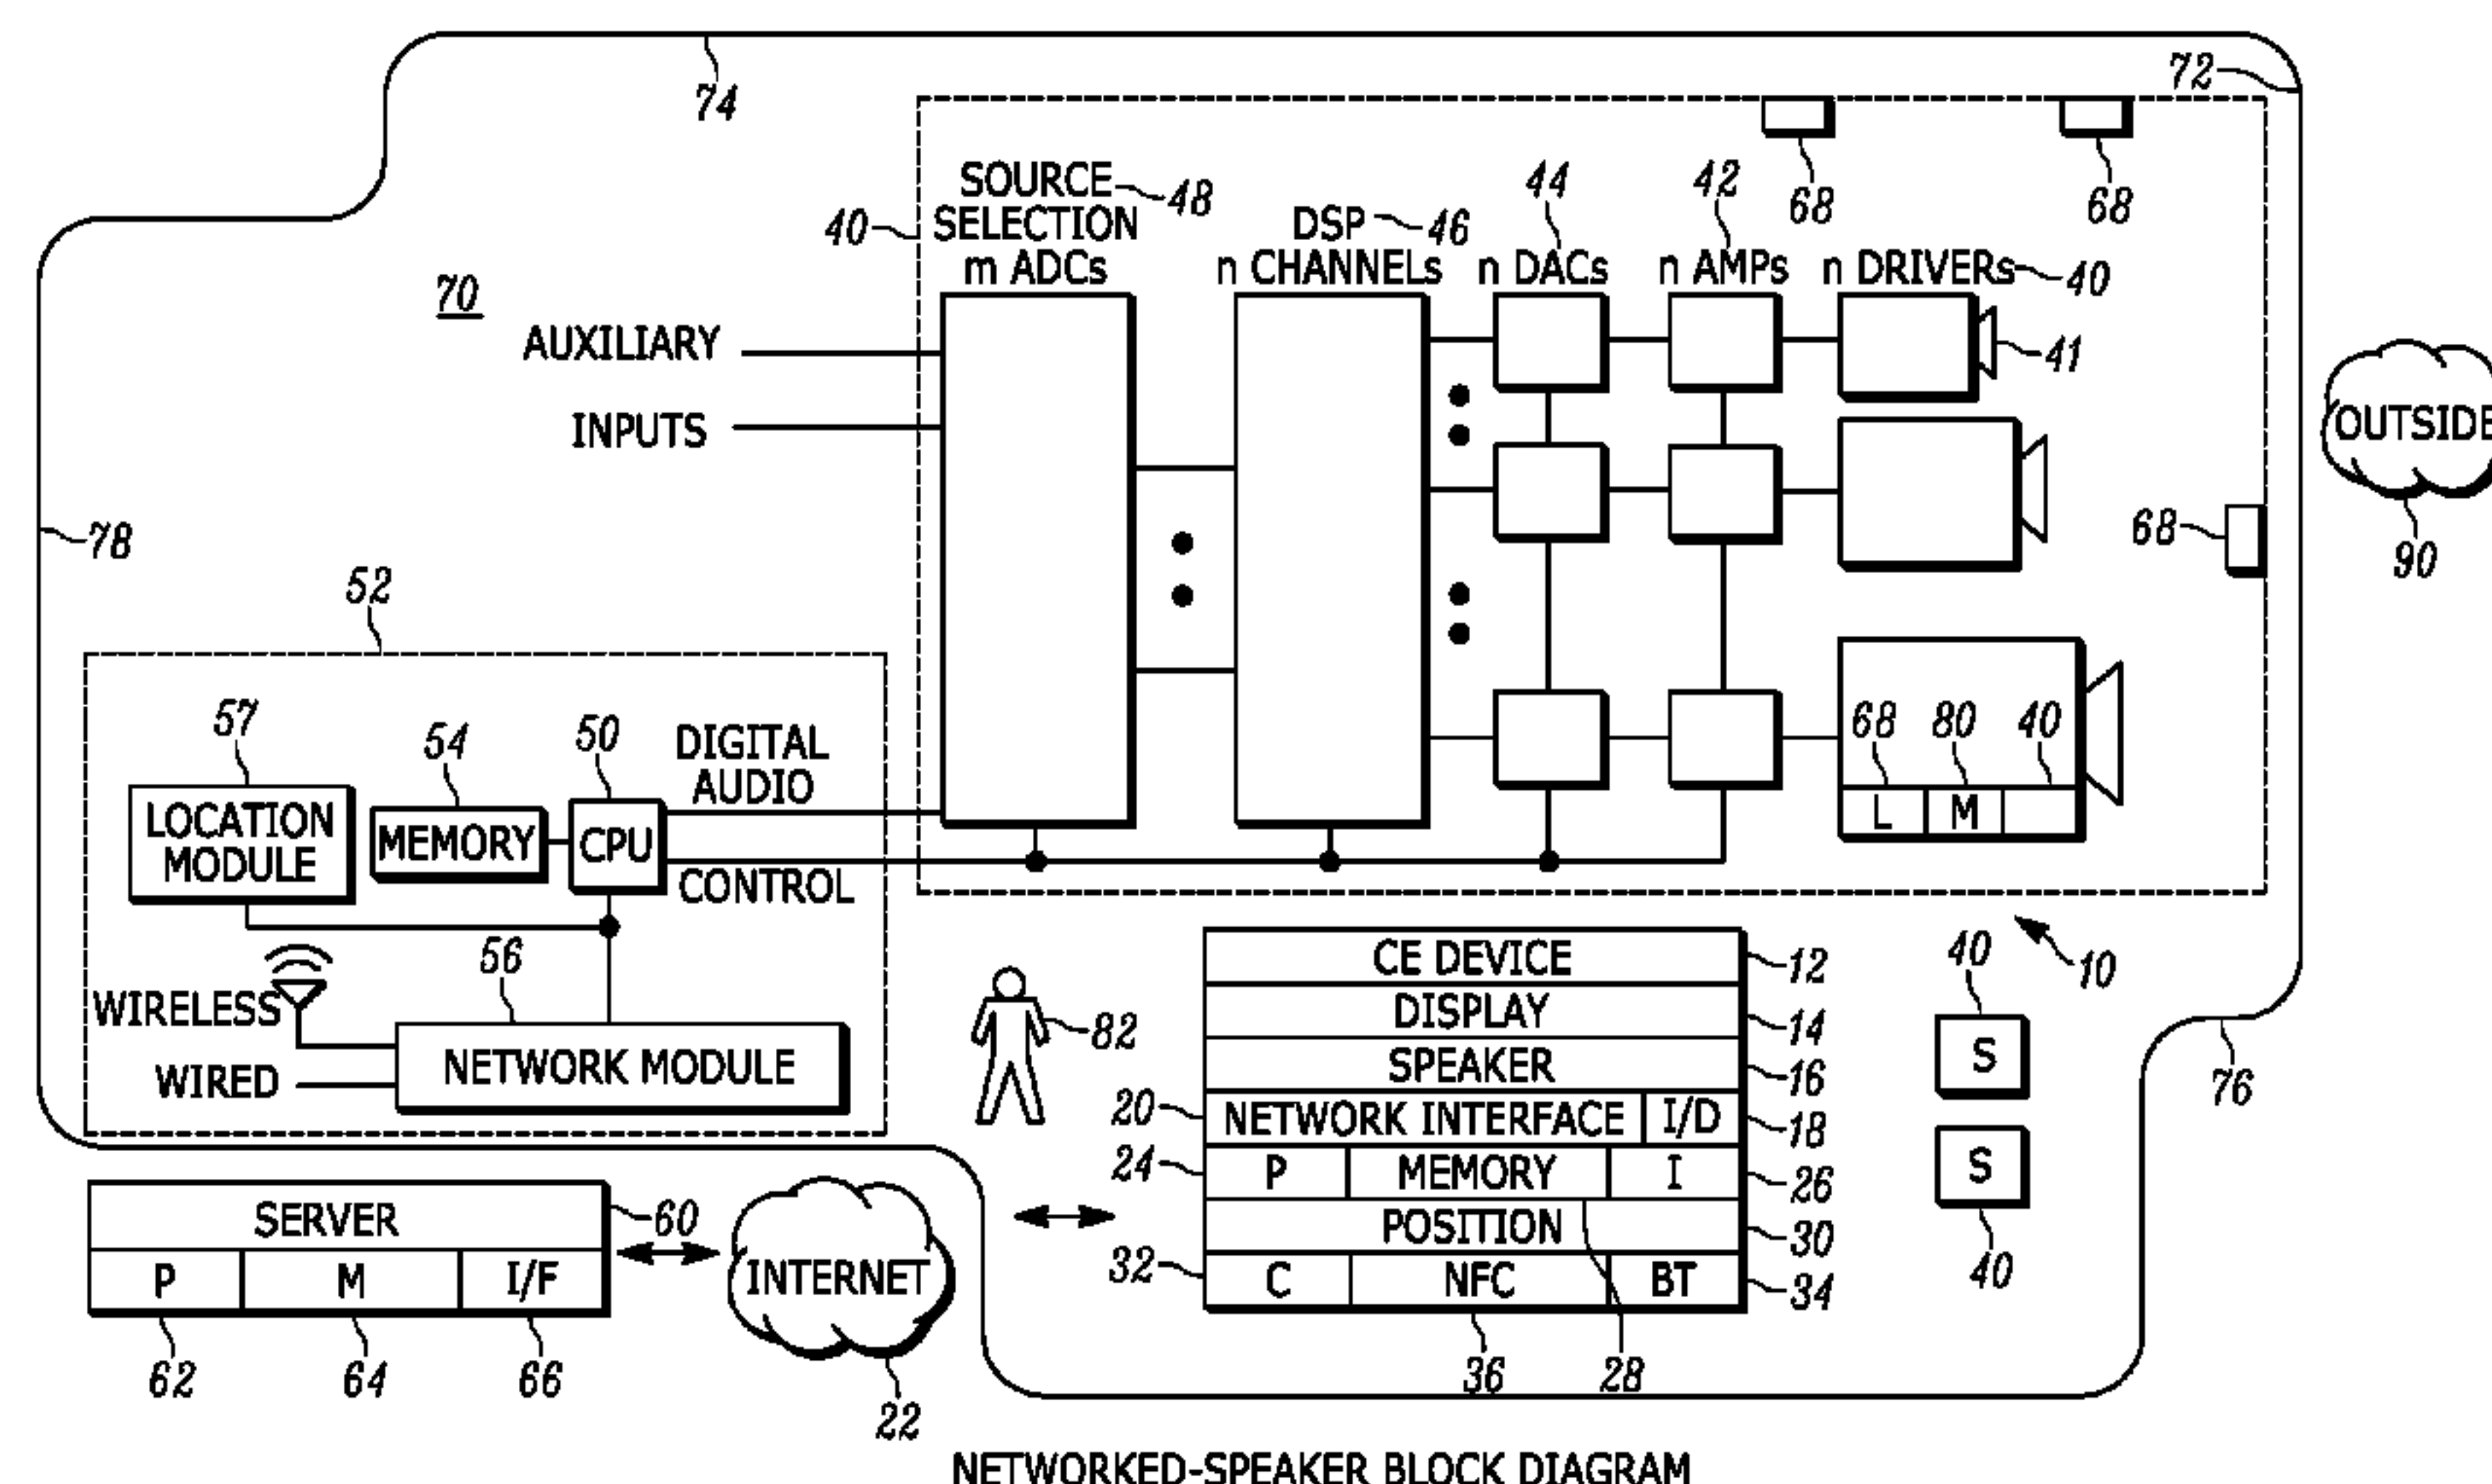 74
72
68
68
SOURCE 48
SELECTION
m ADCs
40
DSP 46
n CHANNELs
44
n DACs
42
n AMPs
n DRIVERs 40
41
70
AUXILIARY
INPUTS
OUTSIDE
90
68
78
52
57
54
50
DIGITAL
AUDIO
68
80
40
LOCATION
MODULE
MEMORY
CPU
L
M
CONTROL
56
WIRELESS
WIRED
NETWORK MODULE
82
CE DEVICE
12
DISPLAY
14
SPEAKER
16
20
NETWORK INTERFACE
I/D
18
24
P
MEMORY
I
26
POSITION
30
32
C
NFC
BT
34
36
28
10
40
S
S
40
76
SERVER
60
P
M
I/F
62
64
66
INTERNET
22
NETWORKED-SPEAKER BLOCK DIAGRAM